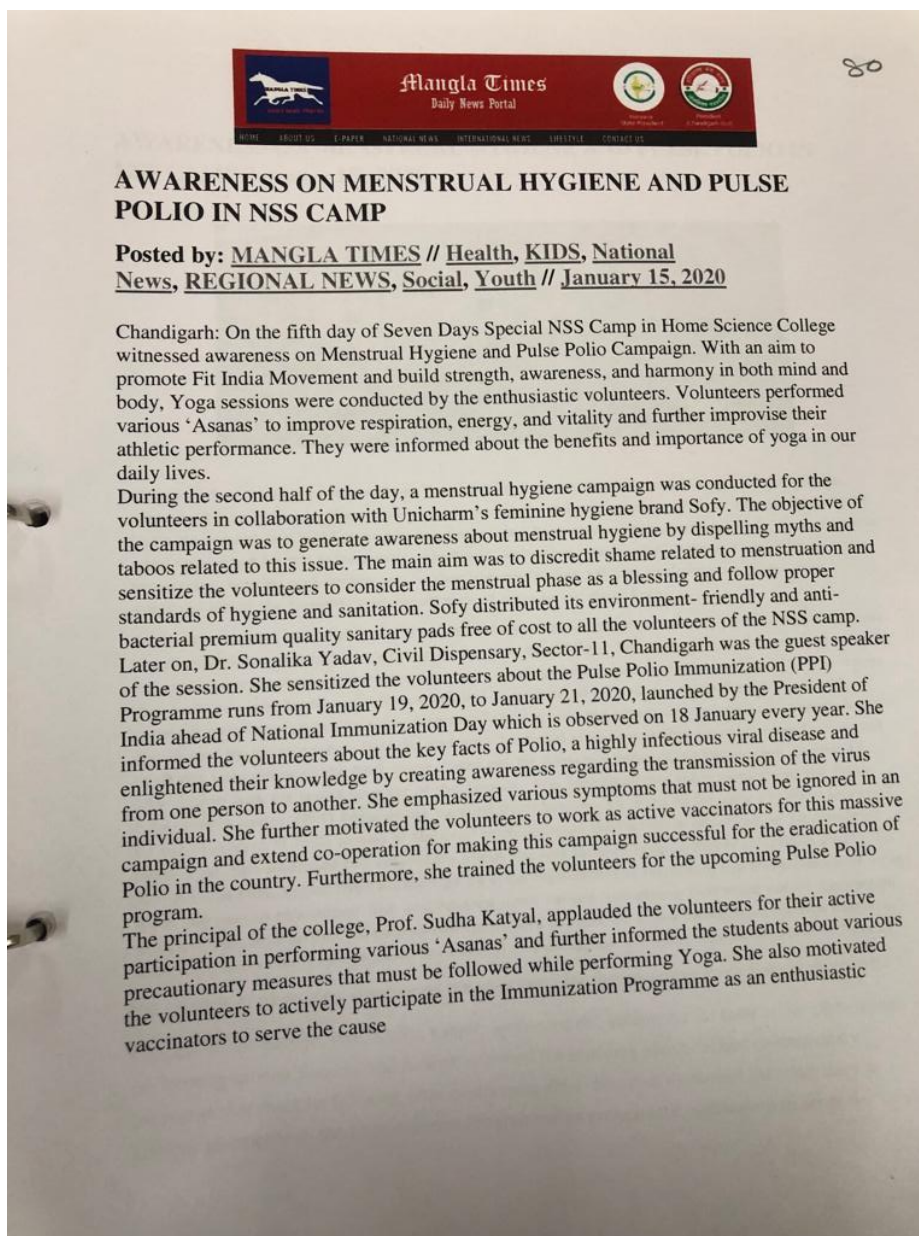 80
MANGLA TIMES
Mangla Times
Daily News Portal
HOME ABOUT US E-PAPER NATIONAL NEWS INTERNATIONAL NEWS LIFESTYLE CONTACT US
AWARENESS ON MENSTRUAL HYGIENE AND PULSE
POLIO IN NSS CAMP
Posted by: MANGLA TIMES // Health, KIDS, National
News, REGIONAL NEWS, Social, Youth // January 15, 2020
Chandigarh: On the fifth day of Seven Days Special NSS Camp in Home Science College
witnessed awareness on Menstrual Hygiene and Pulse Polio Campaign. With an aim to
promote Fit India Movement and build strength, awareness, and harmony in both mind and
body, Yoga sessions were conducted by the enthusiastic volunteers. Volunteers performed
various ‘Asanas’ to improve respiration, energy, and vitality and further improvise their
athletic performance. They were informed about the benefits and importance of yoga in our
daily lives.
During the second half of the day, a menstrual hygiene campaign was conducted for the
volunteers in collaboration with Unicharm’s feminine hygiene brand Sofy. The objective of
the campaign was to generate awareness about menstrual hygiene by dispelling myths and
taboos related to this issue. The main aim was to discredit shame related to menstruation and
sensitize the volunteers to consider the menstrual phase as a blessing and follow proper
standards of hygiene and sanitation. Sofy distributed its environment- friendly and anti-
bacterial premium quality sanitary pads free of cost to all the volunteers of the NSS camp.
Later on, Dr. Sonalika Yadav, Civil Dispensary, Sector-11, Chandigarh was the guest speaker
of the session. She sensitized the volunteers about the Pulse Polio Immunization (PPI)
Programme runs from January 19, 2020, to January 21, 2020, launched by the President of
India ahead of National Immunization Day which is observed on 18 January every year. She
informed the volunteers about the key facts of Polio, a highly infectious viral disease and
enlightened their knowledge by creating awareness regarding the transmission of the virus
from one person to another. She emphasized various symptoms that must not be ignored in an
individual. She further motivated the volunteers to work as active vaccinators for this massive
campaign and extend co-operation for making this campaign successful for the eradication of
Polio in the country. Furthermore, she trained the volunteers for the upcoming Pulse Polio
program.
The principal of the college, Prof. Sudha Katyal, applauded the volunteers for their active
participation in performing various ‘Asanas’ and further informed the students about various
precautionary measures that must be followed while performing Yoga. She also motivated
the volunteers to actively participate in the Immunization Programme as an enthusiastic
vaccinators to serve the cause